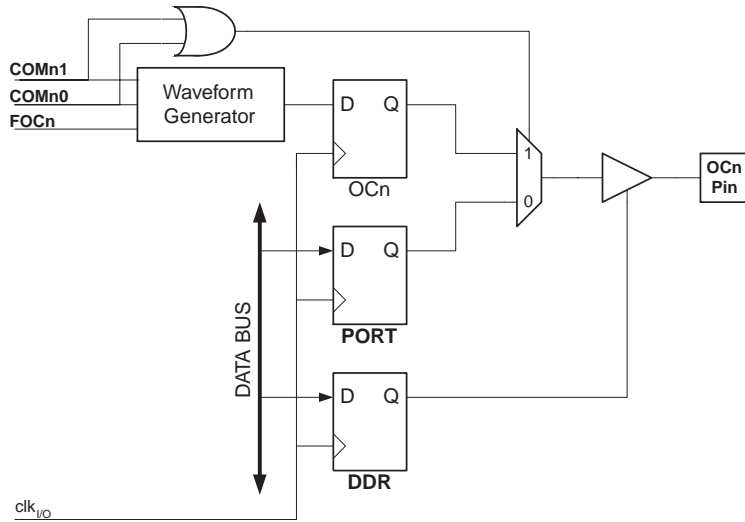 COMn1
COMn0
FOCn
Waveform
Generator
D Q
OCn
1
0
OCn
Pin
D Q
PORT
DATA BUS
D Q
DDR
clkI/O